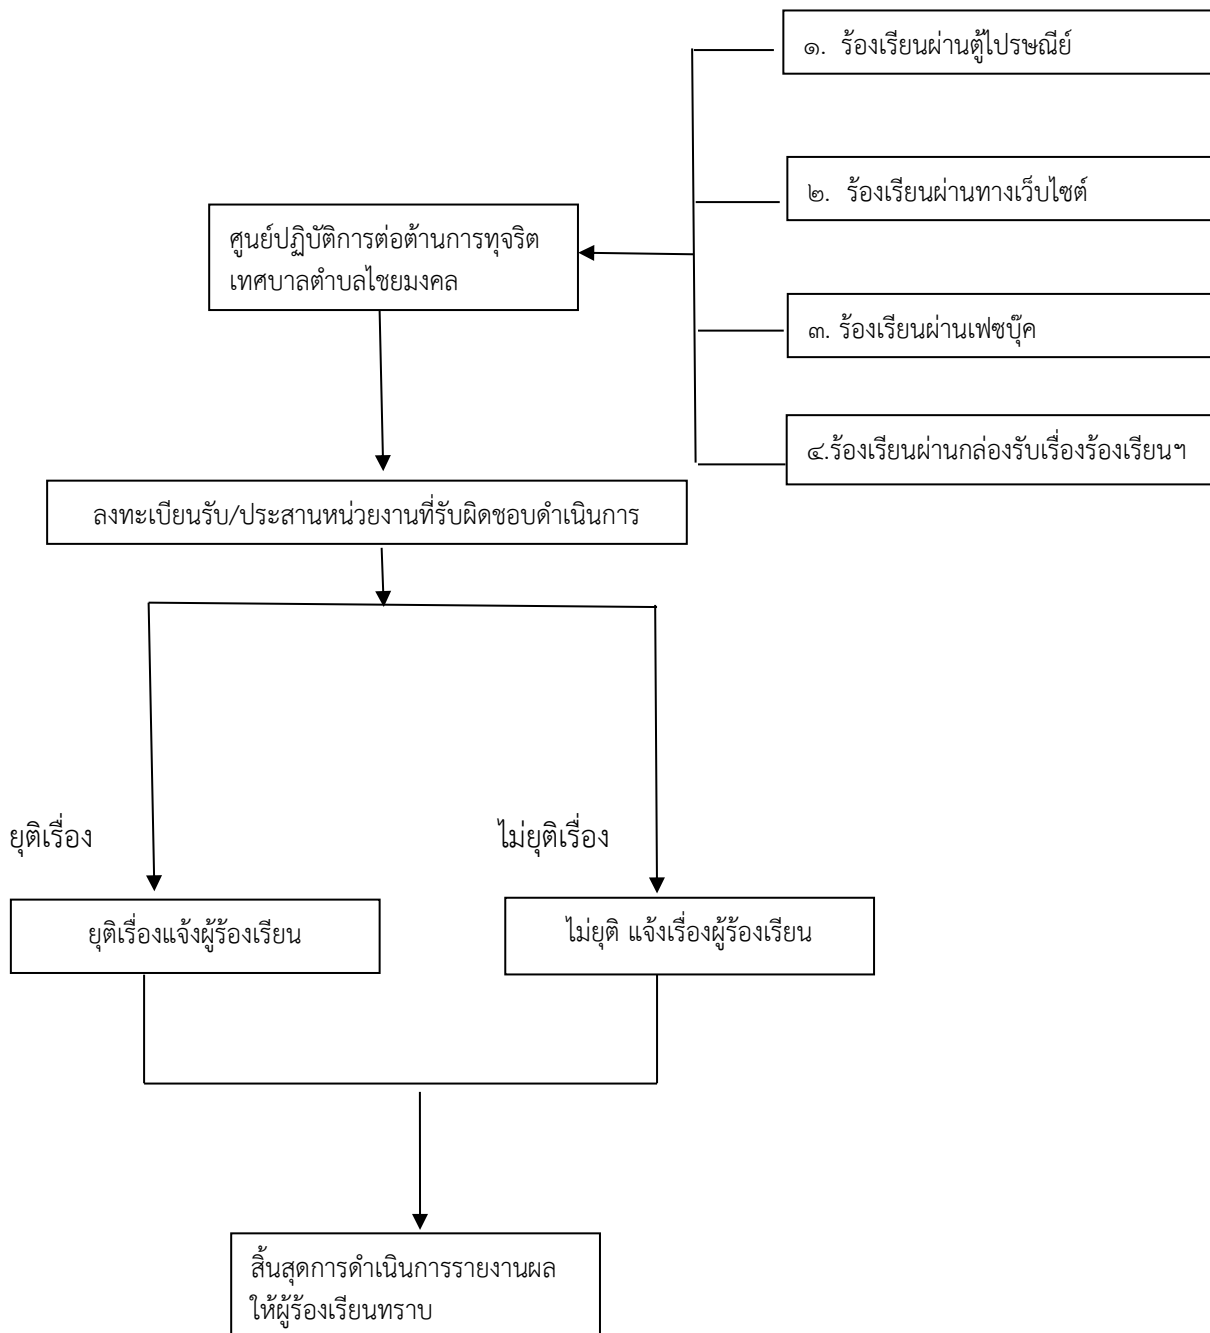 ๑. ร้องเรียนผ่านตู้ไปรษณีย์
๒. ร้องเรียนผ่านทางเว็บไซต์
ศูนย์ปฏิบัติการต่อต้านการทุจริต
เทศบาลตำบลไชยมงคล
๓. ร้องเรียนผ่านเฟซบุ๊ค
๔.ร้องเรียนผ่านกล่องรับเรื่องร้องเรียนฯ
ลงทะเบียนรับ/ประสานหน่วยงานที่รับผิดชอบดำเนินการ
ยุติเรื่อง
ไม่ยุติเรื่อง
ยุติเรื่องแจ้งผู้ร้องเรียน
ไม่ยุติ แจ้งเรื่องผู้ร้องเรียน
สิ้นสุดการดำเนินการรายงานผล
ให้ผู้ร้องเรียนทราบ